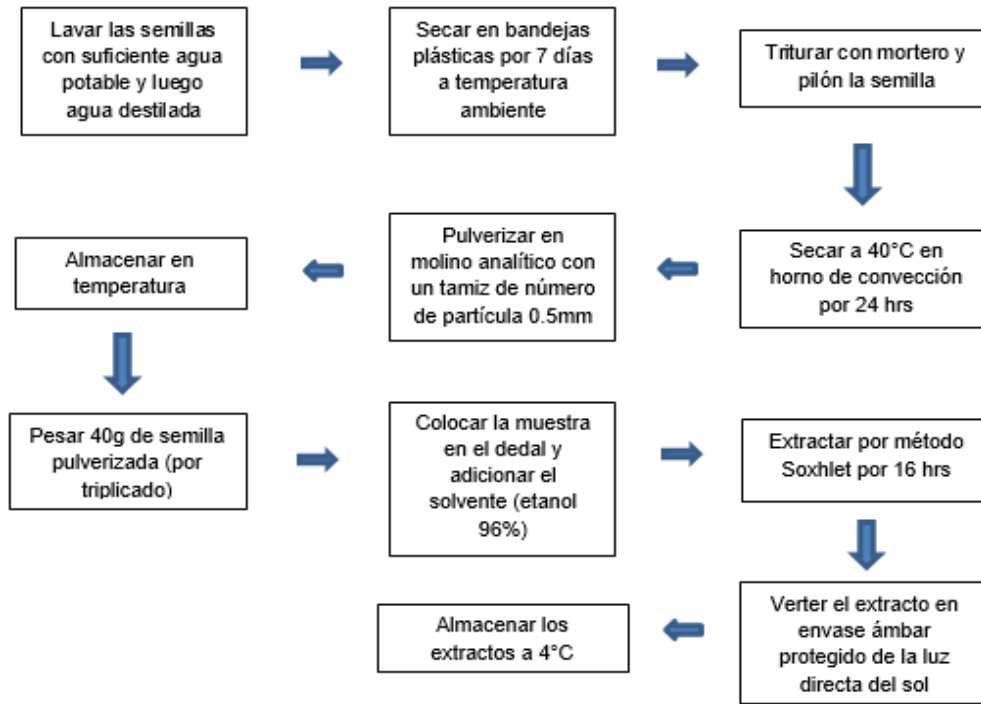 Lavar las semillas
con suficiente agua
potable y luego
agua destilada
Secar en bandejas
plásticas por 7 días
a temperatura
ambiente
Triturar con mortero y
pilón la semilla
Secar a 40°C en
horno de convección
por 24 hrs
Pulverizar en
molino analítico con
un tamiz de número
de partícula 0.5mm
Almacenar en
temperatura
Pesar 40g de semilla
pulverizada (por
triplicado)
Colocar la muestra
en el dedal y
adicionar el
solvente (etanol
96%)
Extractar por método
Soxhlet por 16 hrs
Verter el extracto en
envase ámbar
protegido de la luz
directa del sol
Almacenar los
extractos a 4°C